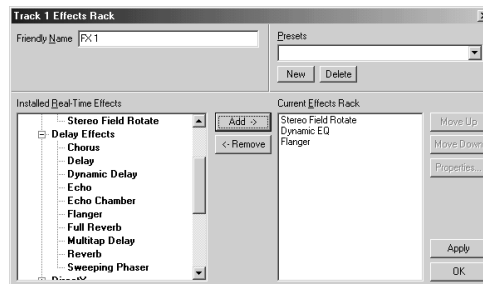 Track 1 Effects Rack
Friendly Name FX1
Presets
New Delete
Installed Real-Time Effects
Stereo Field Rotate
Delay Effects
Chorus
Delay
Dynamic Delay
Echo
Echo Chamber
Flanger
Full Reverb
Multitap Delay
Reverb
Sweeping Phaser
DirectX
Add ->
<- Remove
Current Effects Rack
Stereo Field Rotate
Dynamic EQ
Flanger
Move Up
Move Down
Properties...
Apply
OK